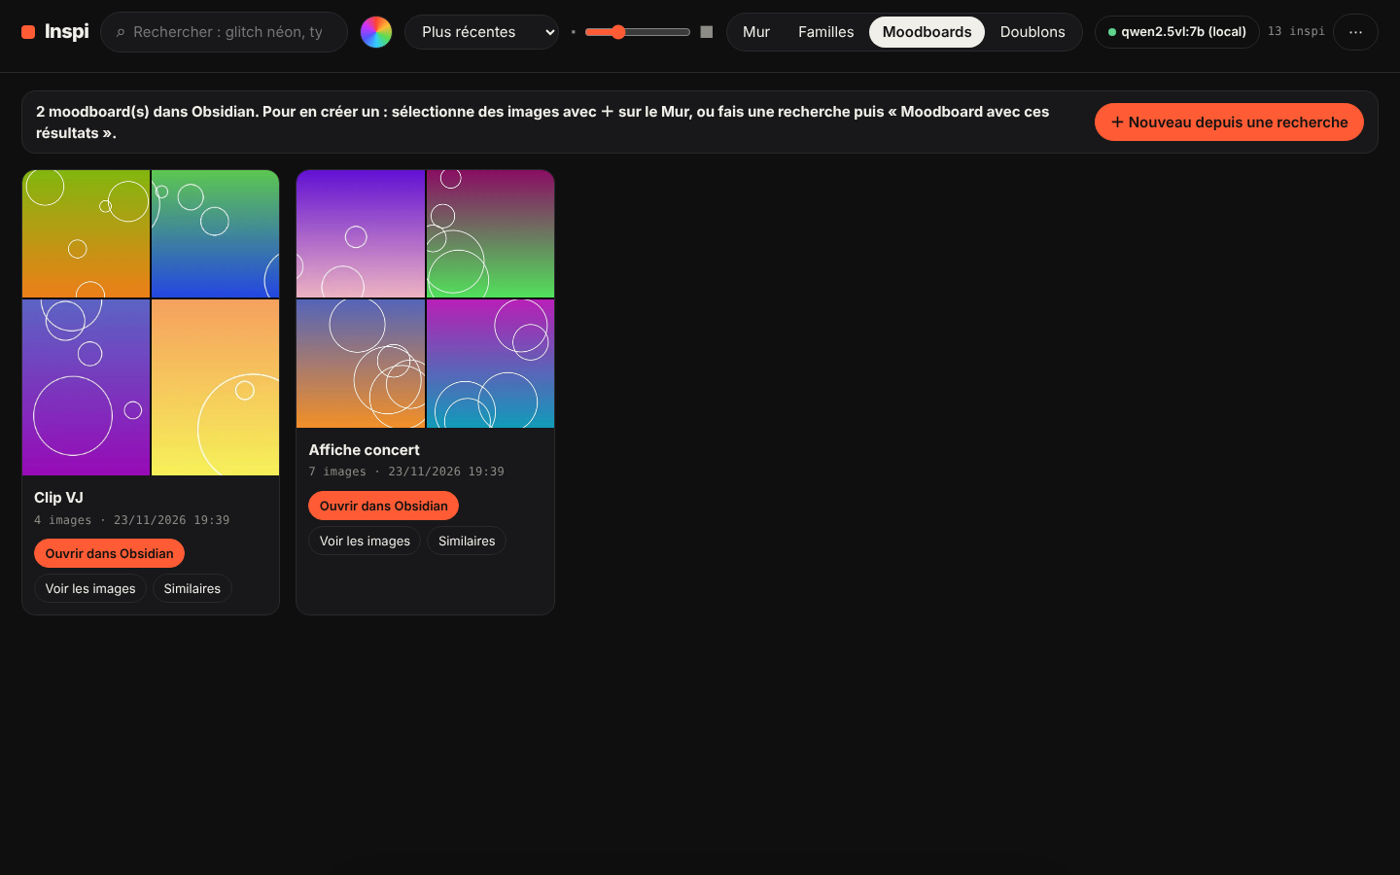 Inspi
Rechercher : glitch néon, ty
Plus récentes
Mur
Familles
Moodboards
Doublons
qwen2.5vl:7b (local)
13 inspi
···
2 moodboard(s) dans Obsidian. Pour en créer un : sélectionne des images avec + sur le Mur, ou fais une recherche puis « Moodboard avec ces
résultats ».
+ Nouveau depuis une recherche
Clip VJ
4 images · 23/11/2026 19:39
Ouvrir dans Obsidian
Voir les images
Similaires
Affiche concert
7 images · 23/11/2026 19:39
Ouvrir dans Obsidian
Voir les images
Similaires